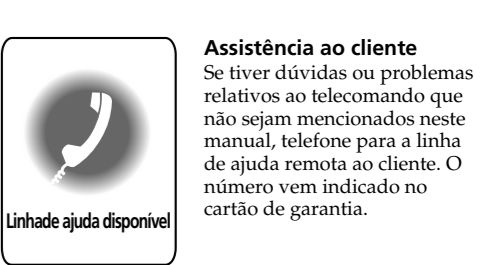 Linhade ajuda disponível
Assistência ao cliente
Se tiver dúvidas ou problemas
relativos ao telecomando que
não sejam mencionados neste
manual, telefone para a linha
de ajuda remota ao cliente. O
número vem indicado no
cartão de garantia.